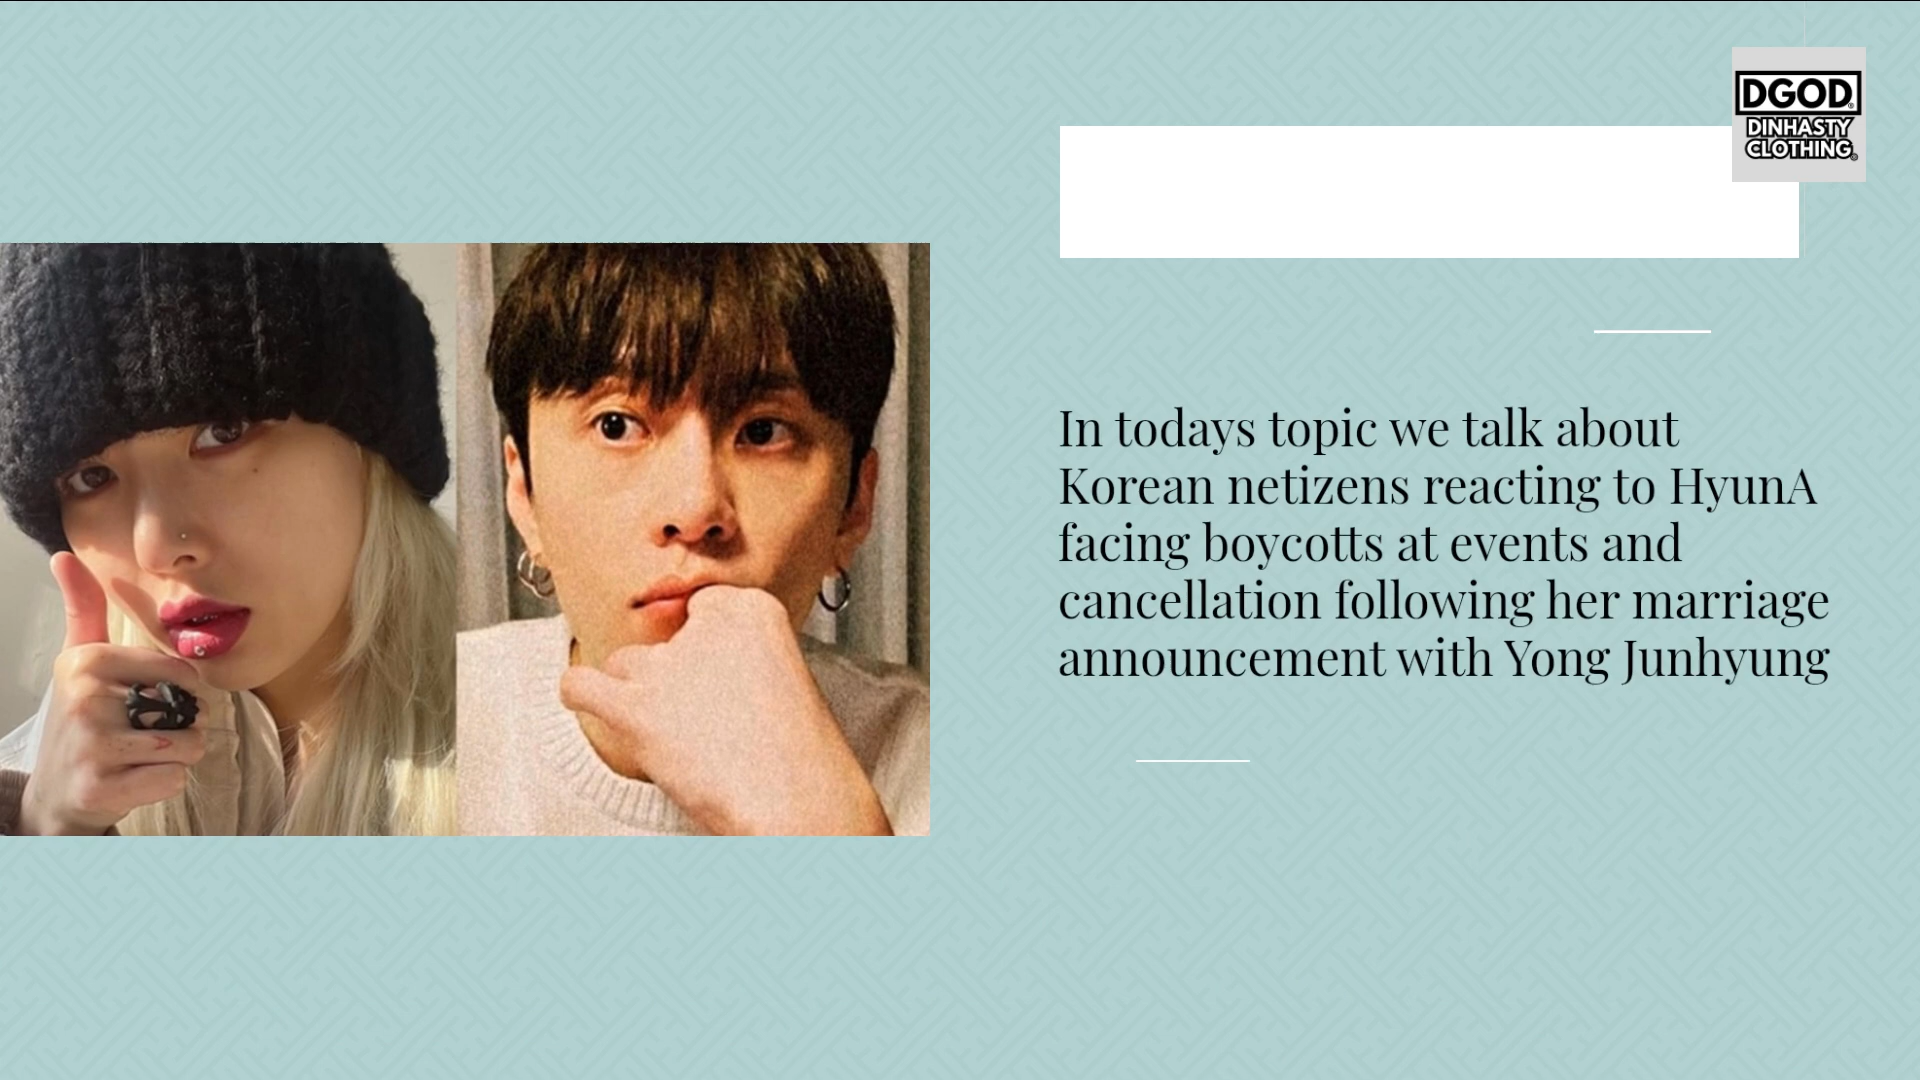 DGOD
DINHASTY
CLOTHING
In todays topic we talk about
Korean netizens reacting to HyunA
facing boycotts at events and
cancellation following her marriage
announcement with Yong Junhyung